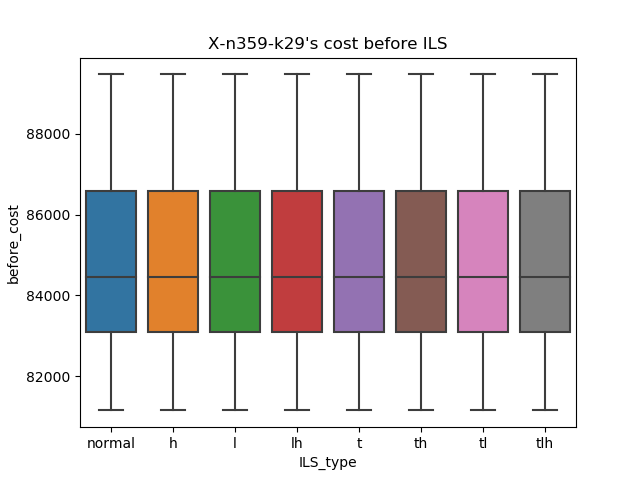 X-n359-k29's cost before ILS
before_cost
88000
86000
84000
82000
normal h l lh t th tl tlh
ILS_type